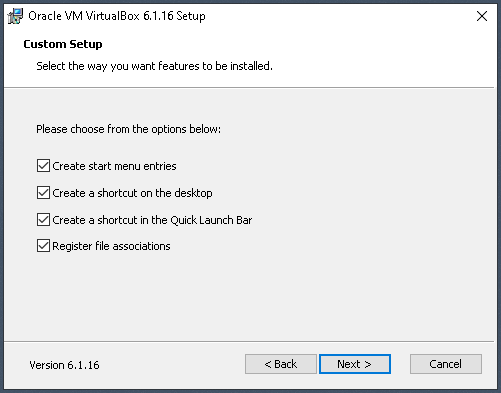 Oracle VM VirtualBox 6.1.16 Setup
Custom Setup
Select the way you want features to be installed.
Please choose from the options below:
Create start menu entries
Create a shortcut on the desktop
Create a shortcut in the Quick Launch Bar
Register file associations
Version 6.1.16
< Back
Next >
Cancel